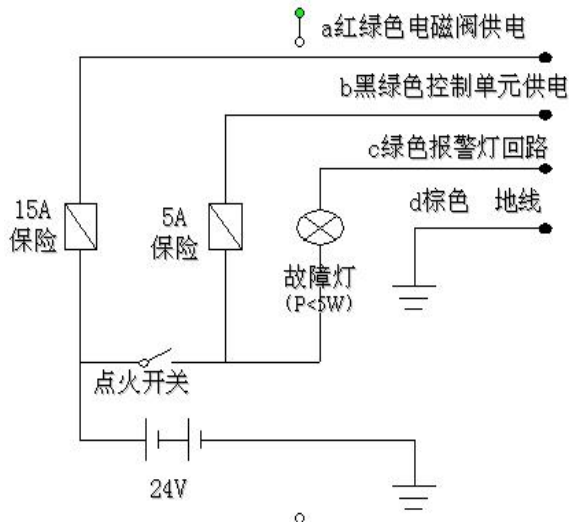 a红绿色电磁阀供电
b黑绿色控制单元供电
c绿色报警灯回路
d棕色 地线
15A
保险
5A
保险
故障灯
(P<5W)
点火开关
24V